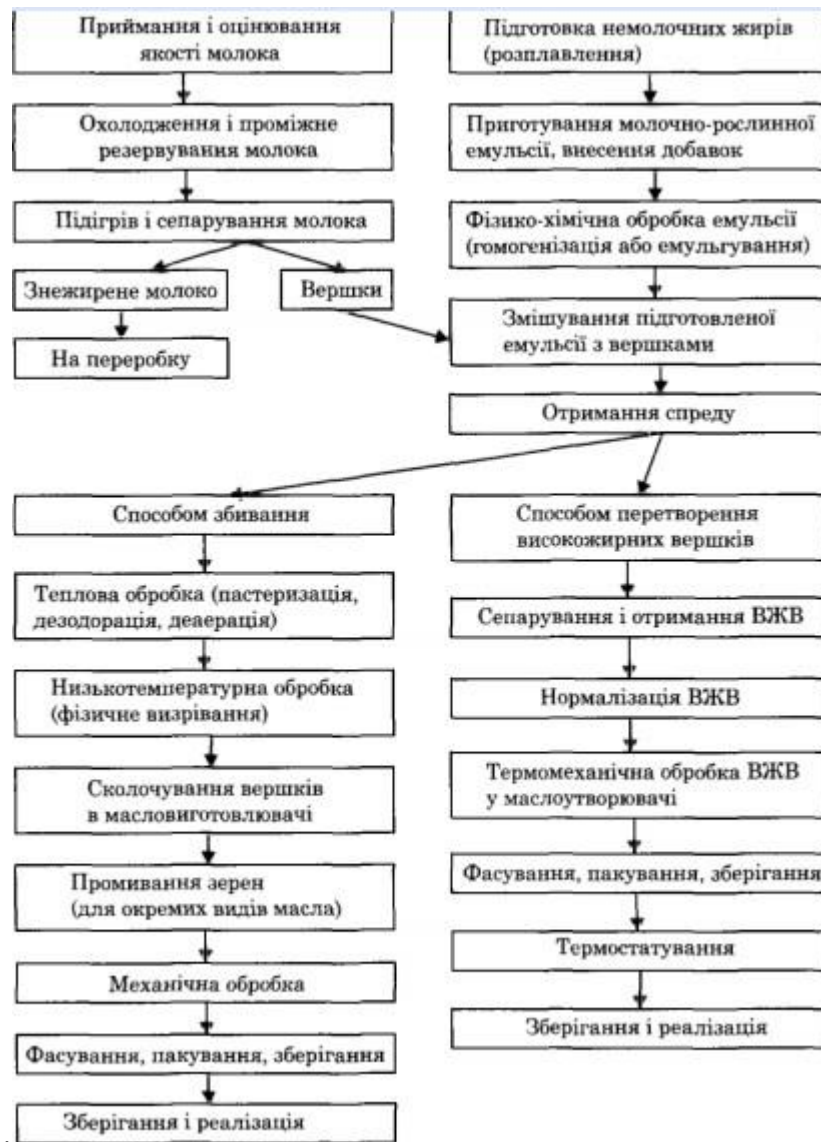 Приймання і оцінювання
якості молока
Охолодження і проміжне
резервування молока
Підігрів і сепарування молока
Знежирене молоко
Вершки
На переробку
Підготовка немолочних жирів
(розплавлення)
Приготування молочно-рослинної
емульсії, внесення добавок
Фізико-хімічна обробка емульсії
(гомогенізація або емульгування)
Змішування підготовленої
емульсії з вершками
Отримання спреду
Способом збивання
Теплова обробка (пастеризація,
дезодорація, деаерація)
Низькотемпературна обробка
(фізичне визрівання)
Сколочування вершків
в масловиготовлювачі
Промивання зерен
(для окремих видів масла)
Механічна обробка
Фасування, пакування, зберігання
Зберігання і реалізація
Способом перетворення
високожирних вершків
Сепарування і отримання ВЖВ
Нормалізація ВЖВ
Термомеханічна обробка ВЖВ
у маслоутворювачі
Фасування, пакування, зберігання
Термостатування
Зберігання і реалізація